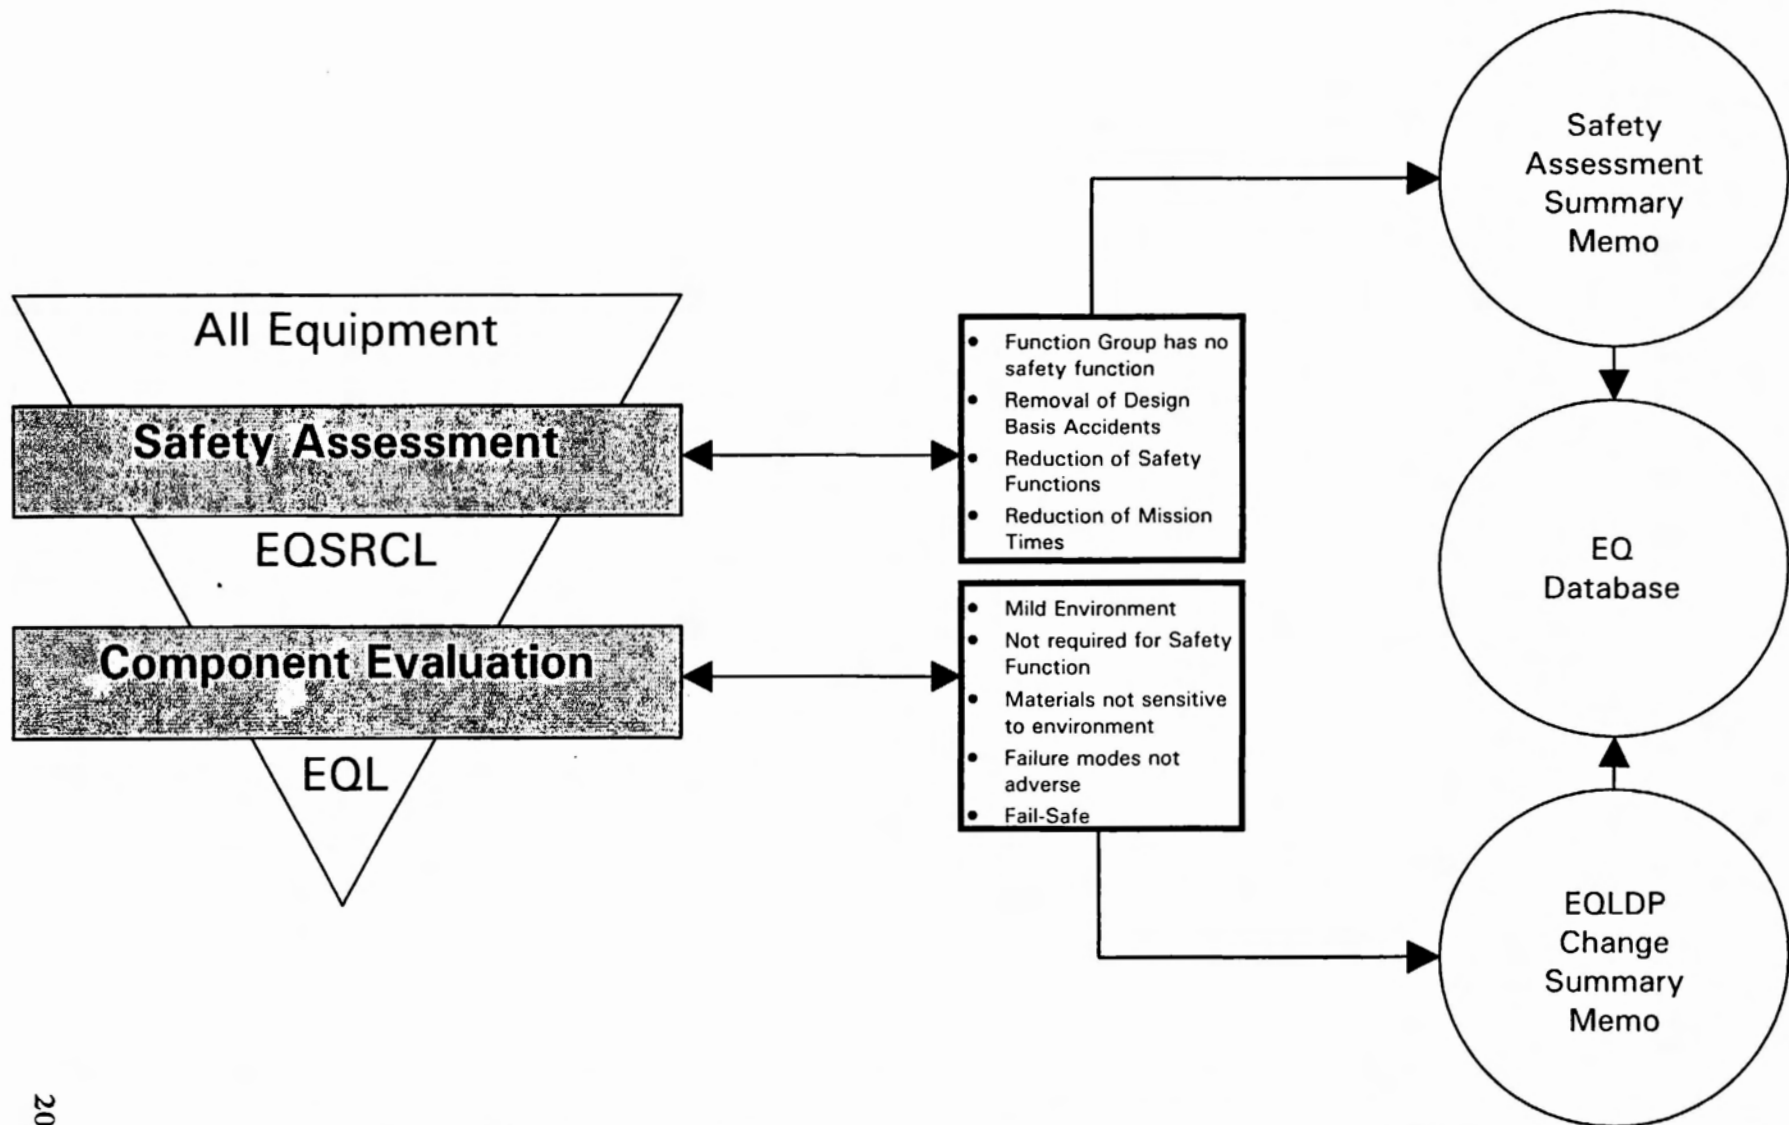 All Equipment
Safety Assessment
EQSRCL
Component Evaluation
EQL
• Function Group has no
safety function
• Removal of Design
Basis Accidents
• Reduction of Safety
Functions
• Reduction of Mission
Times
• Mild Environment
• Not required for Safety
Function
• Materials not sensitive
to environment
• Failure modes not
adverse
• Fail-Safe
Safety
Assessment
Summary
Memo
EQ
Database
EQLDP
Change
Summary
Memo
20